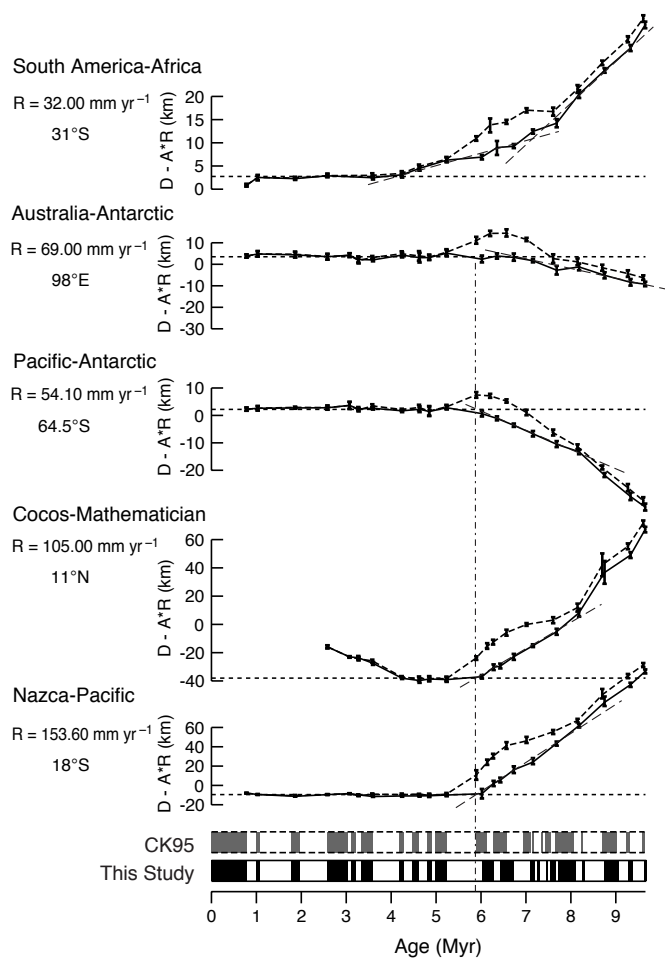 South America-Africa
R = 32.00 mm yr⁻¹
31°S
D - A*R (km)
20
15
10
5
0
Australia-Antarctic
R = 69.00 mm yr⁻¹
98°E
D - A*R (km)
10
0
-10
-20
-30
Pacific-Antarctic
R = 54.10 mm yr⁻¹
64.5°S
D - A*R (km)
10
0
-10
-20
Cocos-Mathematician
R = 105.00 mm yr⁻¹
11°N
D - A*R (km)
60
40
20
0
-20
-40
Nazca-Pacific
R = 153.60 mm yr⁻¹
18°S
D - A*R (km)
60
40
20
0
-20
CK95
This Study
0 1 2 3 4 5 6 7 8 9
Age (Myr)